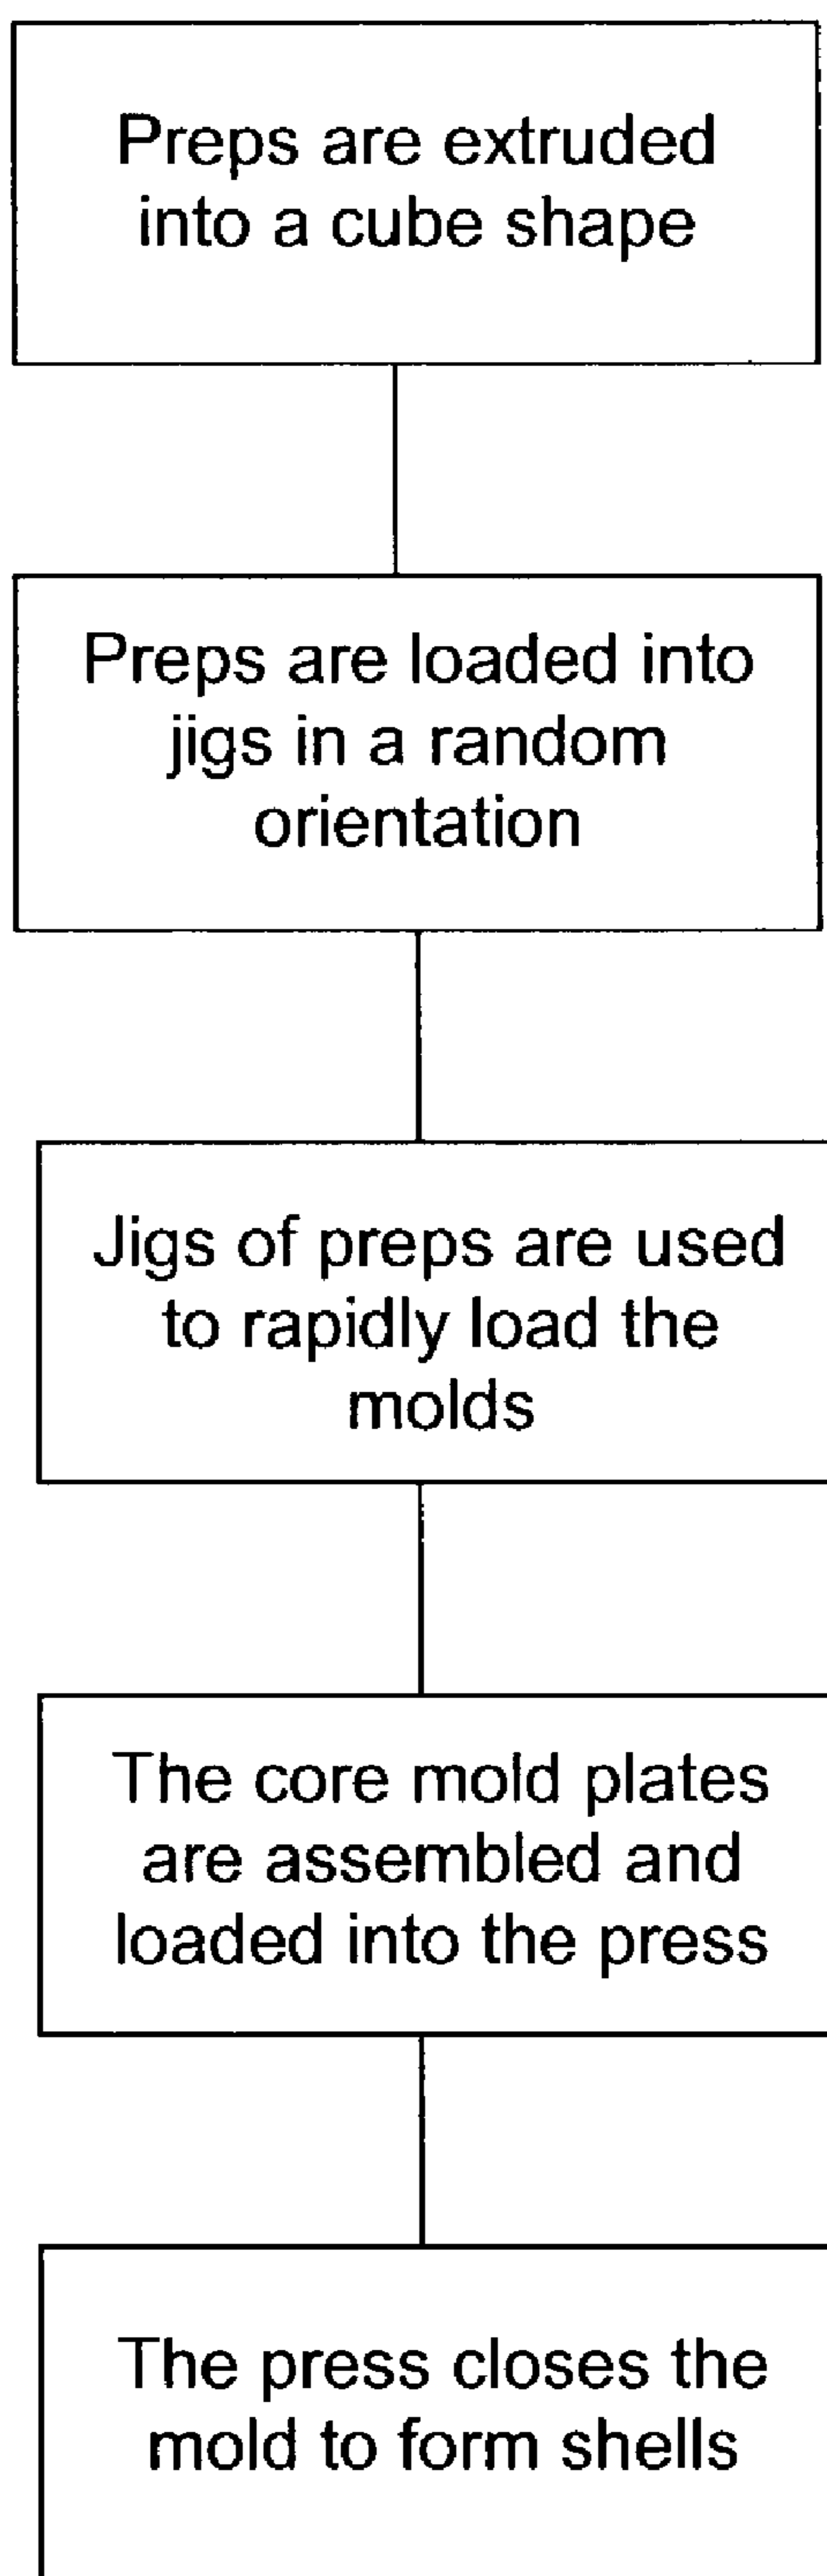 Preps are extruded
into a cube shape
Preps are loaded into
jigs in a random
orientation
Jigs of preps are used
to rapidly load the
molds
The core mold plates
are assembled and
loaded into the press
The press closes the
mold to form shells